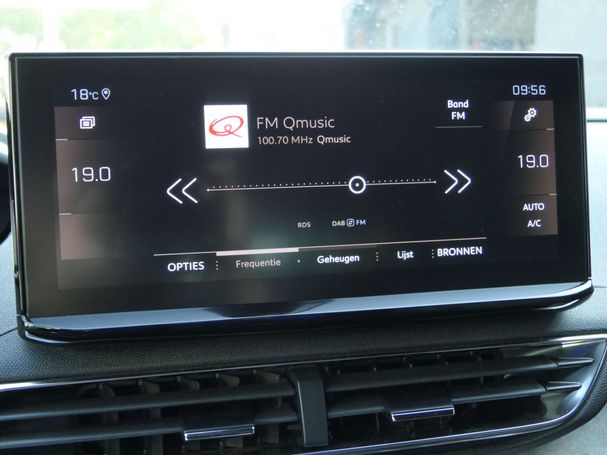 18°C
09:56
FM Qmusic
100.70 MHz Qmusic
Band
FM
19.0
19.0
RDS
DAB FM
AUTO
A/C
OPTIES
Frequentie
Geheugen
Lijst
BRONNEN